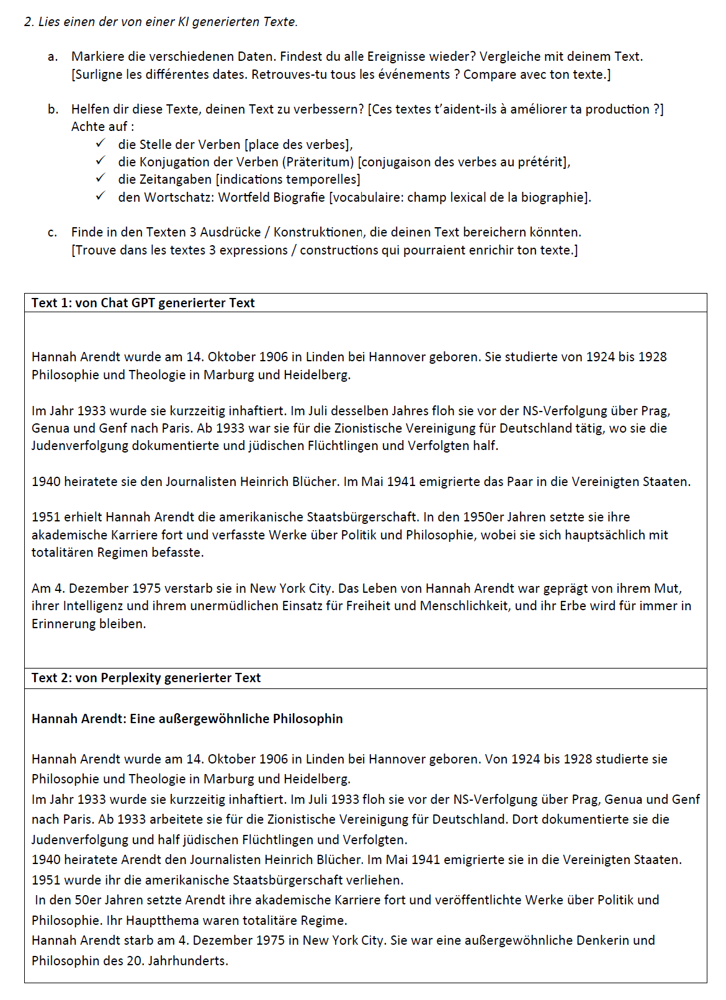 2. Lies einen der von einer KI generierten Texte.
a. Markiere die verschiedenen Daten. Findest du alle Ereignisse wieder? Vergleiche mit deinem Text.
[Surligne les différentes dates. Retrouves-tu tous les événements ? Compare avec ton texte.]
b. Helfen dir diese Texte, deinen Text zu verbessern? [Ces textes t’aident-ils à améliorer ta production ?]
Achte auf :
✓ die Stelle der Verben [place des verbes],
✓ die Konjugation der Verben (Präteritum) [conjugaison des verbes au prétérit],
✓ die Zeitangaben [indications temporelles]
✓ den Wortschatz: Wortfeld Biografie [vocabulaire: champ lexical de la biographie].
c. Finde in den Texten 3 Ausdrücke / Konstruktionen, die deinen Text bereichern könnten.
[Trouve dans les textes 3 expressions / constructions qui pourraient enrichir ton texte.]
Text 1: von Chat GPT generierter Text
Hannah Arendt wurde am 14. Oktober 1906 in Linden bei Hannover geboren. Sie studierte von 1924 bis 1928
Philosophie und Theologie in Marburg und Heidelberg.
Im Jahr 1933 wurde sie kurzzeitig inhaftiert. Im Juli desselben Jahres floh sie vor der NS-Verfolgung über Prag,
Genua und Genf nach Paris. Ab 1933 war sie für die Zionistische Vereinigung für Deutschland tätig, wo sie die
Judenverfolgung dokumentierte und jüdischen Flüchtlingen und Verfolgten half.
1940 heiratete sie den Journalisten Heinrich Blücher. Im Mai 1941 emigrierte das Paar in die Vereinigten Staaten.
1951 erhielt Hannah Arendt die amerikanische Staatsbürgerschaft. In den 1950er Jahren setzte sie ihre
akademische Karriere fort und verfasste Werke über Politik und Philosophie, wobei sie sich hauptsächlich mit
totalitären Regimen befasste.
Am 4. Dezember 1975 verstarb sie in New York City. Das Leben von Hannah Arendt war geprägt von ihrem Mut,
ihrer Intelligenz und ihrem unermüdlichen Einsatz für Freiheit und Menschlichkeit, und ihr Erbe wird für immer in
Erinnerung bleiben.
Text 2: von Perplexity generierter Text
Hannah Arendt: Eine außergewöhnliche Philosophin
Hannah Arendt wurde am 14. Oktober 1906 in Linden bei Hannover geboren. Von 1924 bis 1928 studierte sie
Philosophie und Theologie in Marburg und Heidelberg.
Im Jahr 1933 wurde sie kurzzeitig inhaftiert. Im Juli 1933 floh sie vor der NS-Verfolgung über Prag, Genua und Genf
nach Paris. Ab 1933 arbeitete sie für die Zionistische Vereinigung für Deutschland. Dort dokumentierte sie die
Judenverfolgung und half jüdischen Flüchtlingen und Verfolgten.
1940 heiratete Arendt den Journalisten Heinrich Blücher. Im Mai 1941 emigrierte sie in die Vereinigten Staaten.
1951 wurde ihr die amerikanische Staatsbürgerschaft verliehen.
In den 50er Jahren setzte Arendt ihre akademische Karriere fort und veröffentlichte Werke über Politik und
Philosophie. Ihr Hauptthema waren totalitäre Regime.
Hannah Arendt starb am 4. Dezember 1975 in New York City. Sie war eine außergewöhnliche Denkerin und
Philosophin des 20. Jahrhunderts.